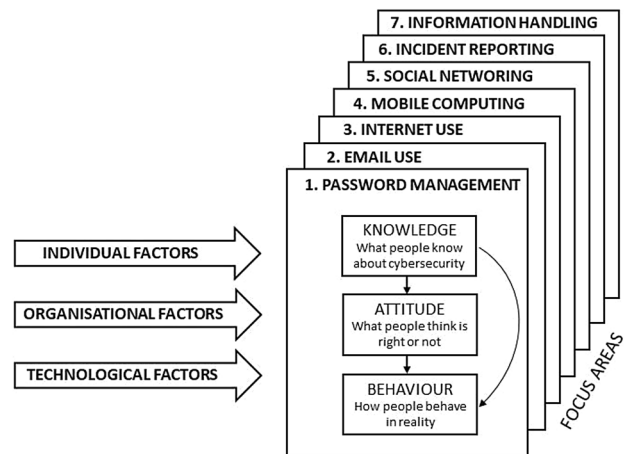 7. INFORMATION HANDLING
6. INCIDENT REPORTING
5. SOCIAL NETWORING
4. MOBILE COMPUTING
3. INTERNET USE
2. EMAIL USE
1. PASSWORD MANAGEMENT
KNOWLEDGE
What people know
about cybersecurity
INDIVIDUAL FACTORS
ATTITUDE
What people think is
right or not
ORGANISATIONAL FACTORS
TECHNOLOGICAL FACTORS
BEHAVIOUR
How people behave
in reality
FOCUS AREAS